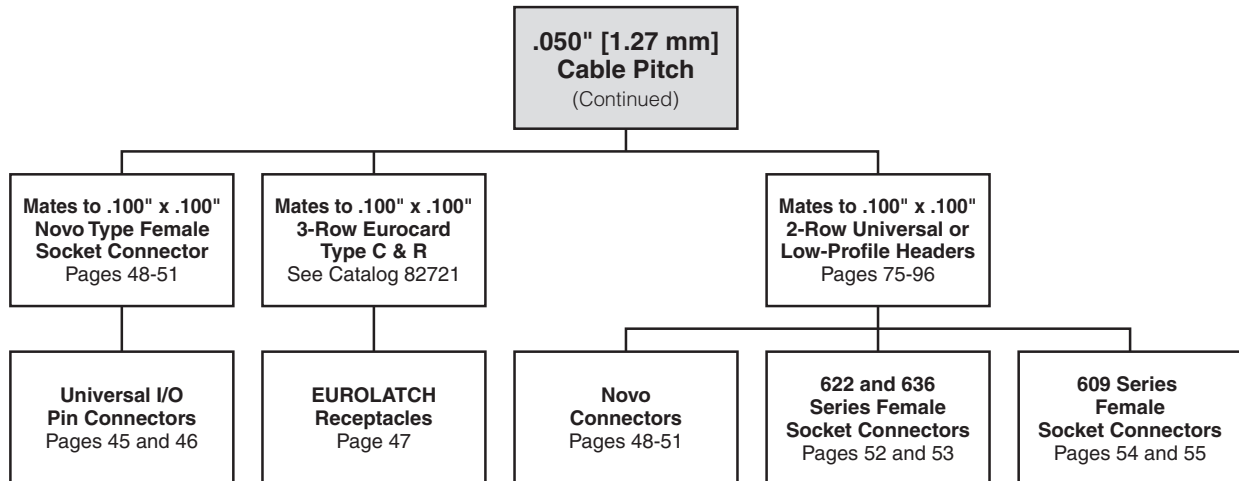 .050" [1.27 mm]
Cable Pitch
(Continued)
Mates to .100" x .100"
Novo Type Female
Socket Connector
Pages 48-51
Mates to .100" x .100"
3-Row Eurocard
Type C & R
See Catalog 82721
Mates to .100" x .100"
2-Row Universal or
Low-Profile Headers
Pages 75-96
Universal I/O
Pin Connectors
Pages 45 and 46
EUROLATCH
Receptacles
Page 47
Novo
Connectors
Pages 48-51
622 and 636
Series Female
Socket Connectors
Pages 52 and 53
609 Series
Female
Socket Connectors
Pages 54 and 55